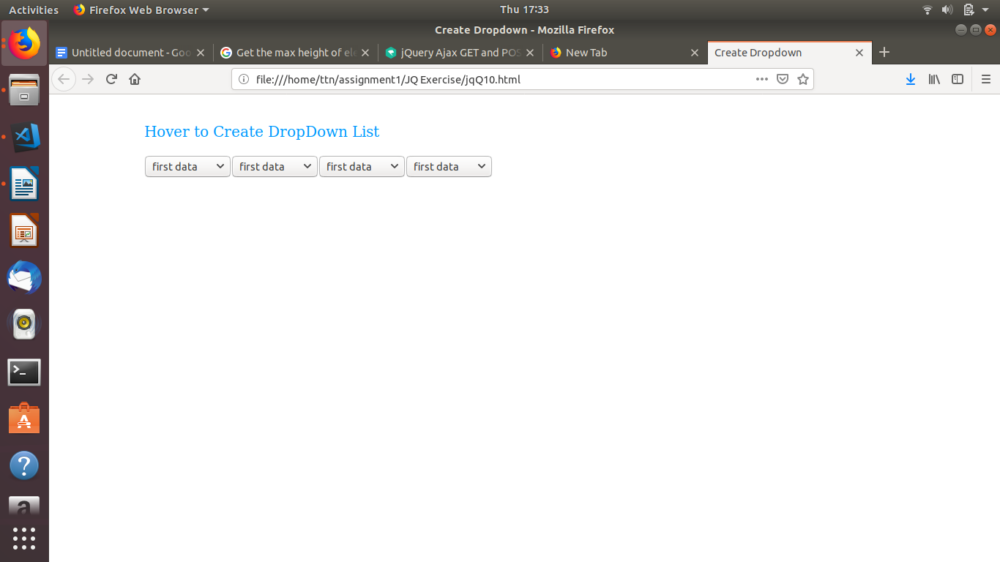 Activities Firefox Web Browser Thu 17:33
Create Dropdown - Mozilla Firefox
Untitled document - Goo Get the max height of ele jQuery Ajax GET and POS New Tab Create Dropdown
file:///home/ttn/assignment1/JQ Exercise/jqQ10.html
Hover to Create DropDown List
first data first data first data first data